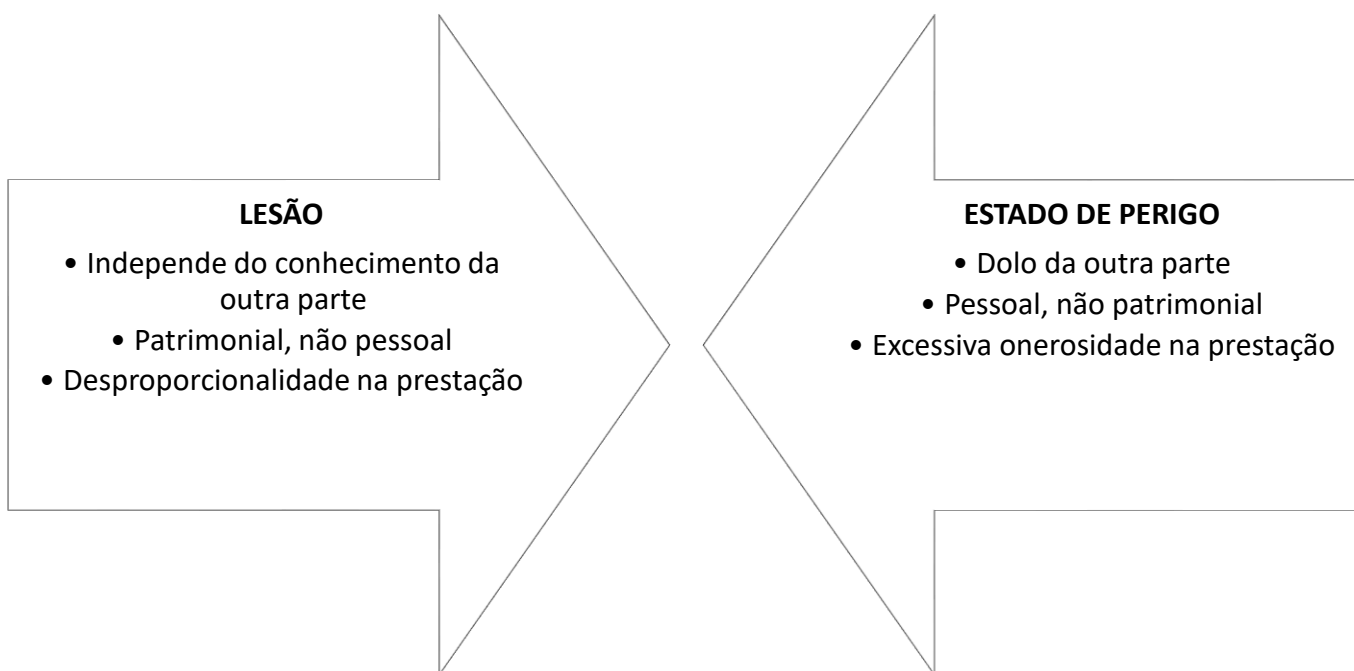 LESÃO
• Independe do conhecimento da
outra parte
• Patrimonial, não pessoal
• Desproporcionalidade na prestação
ESTADO DE PERIGO
• Dolo da outra parte
• Pessoal, não patrimonial
• Excessiva onerosidade na prestação